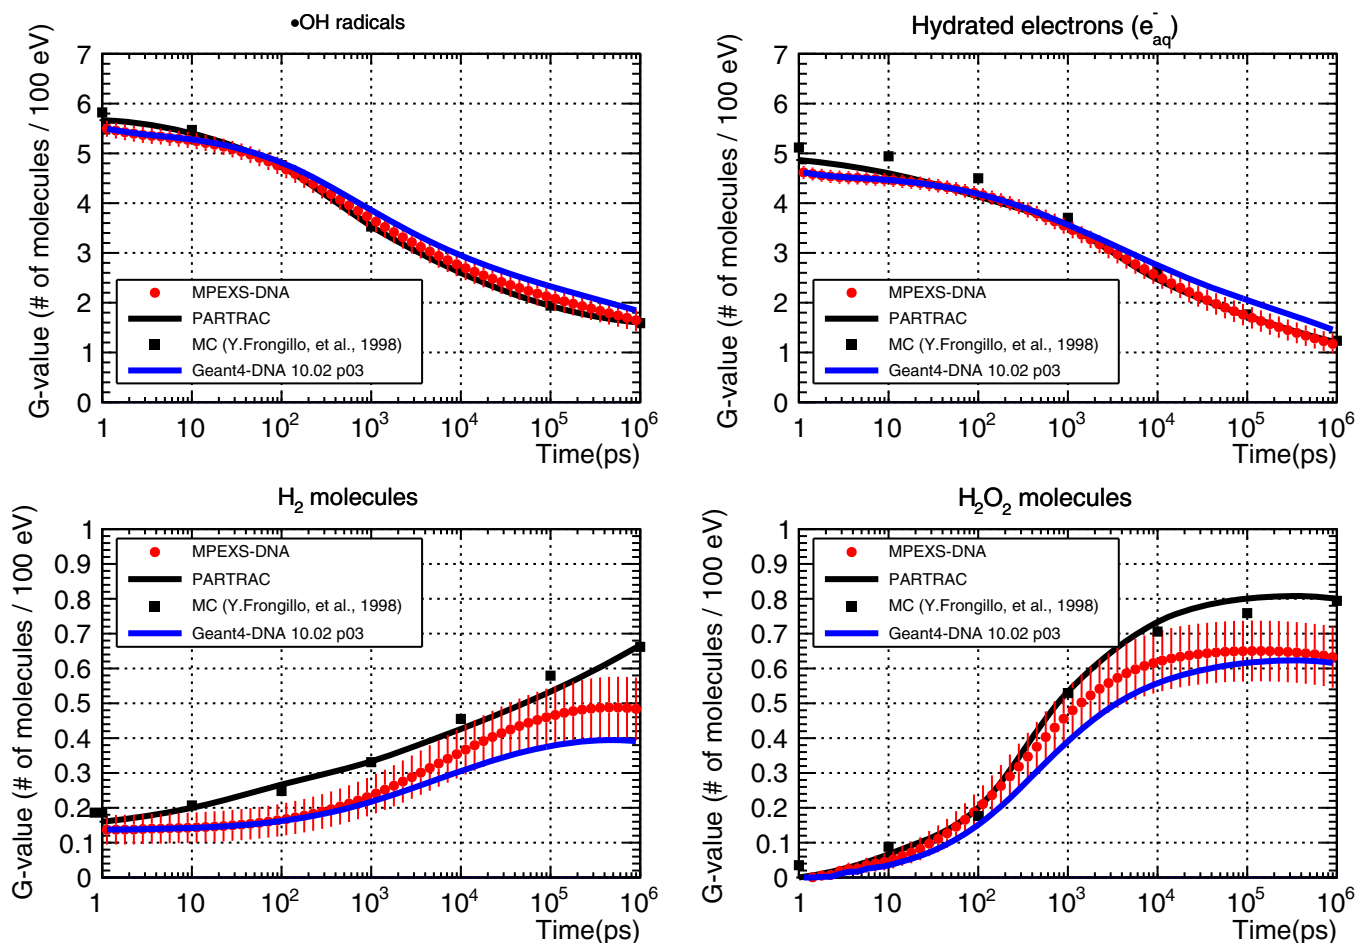 •OH radicals
G-value (# of molecules / 100 eV)
7
6
5
4
3
2
1
0
MPEXS-DNA
PARTRAC
MC (Y.Frongillo, et al., 1998)
Geant4-DNA 10.02 p03
1 10 10² 10³ 10⁴ 10⁵ 10⁶
Time(ps)
Hydrated electrons (e⁻aq)
G-value (# of molecules / 100 eV)
7
6
5
4
3
2
1
0
MPEXS-DNA
PARTRAC
MC (Y.Frongillo, et al., 1998)
Geant4-DNA 10.02 p03
1 10 10² 10³ 10⁴ 10⁵ 10⁶
Time(ps)
H₂ molecules
G-value (# of molecules / 100 eV)
1
0.9
0.8
0.7
0.6
0.5
0.4
0.3
0.2
0.1
0
MPEXS-DNA
PARTRAC
MC (Y.Frongillo, et al., 1998)
Geant4-DNA 10.02 p03
1 10 10² 10³ 10⁴ 10⁵ 10⁶
Time(ps)
H₂O₂ molecules
G-value (# of molecules / 100 eV)
1
0.9
0.8
0.7
0.6
0.5
0.4
0.3
0.2
0.1
0
MPEXS-DNA
PARTRAC
MC (Y.Frongillo, et al., 1998)
Geant4-DNA 10.02 p03
1 10 10² 10³ 10⁴ 10⁵ 10⁶
Time(ps)